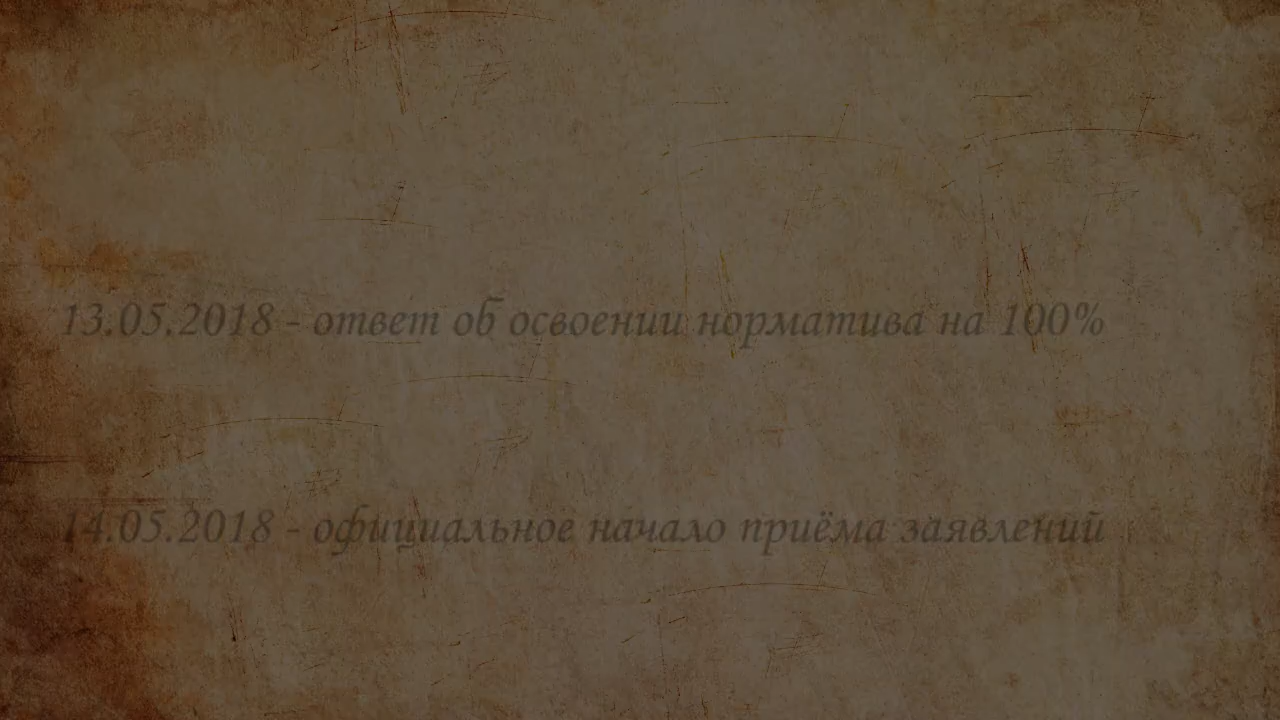 13.05.2018 - ответ об освоении норматива на 100%
14.05.2018 - официальное начало приёма заявлений